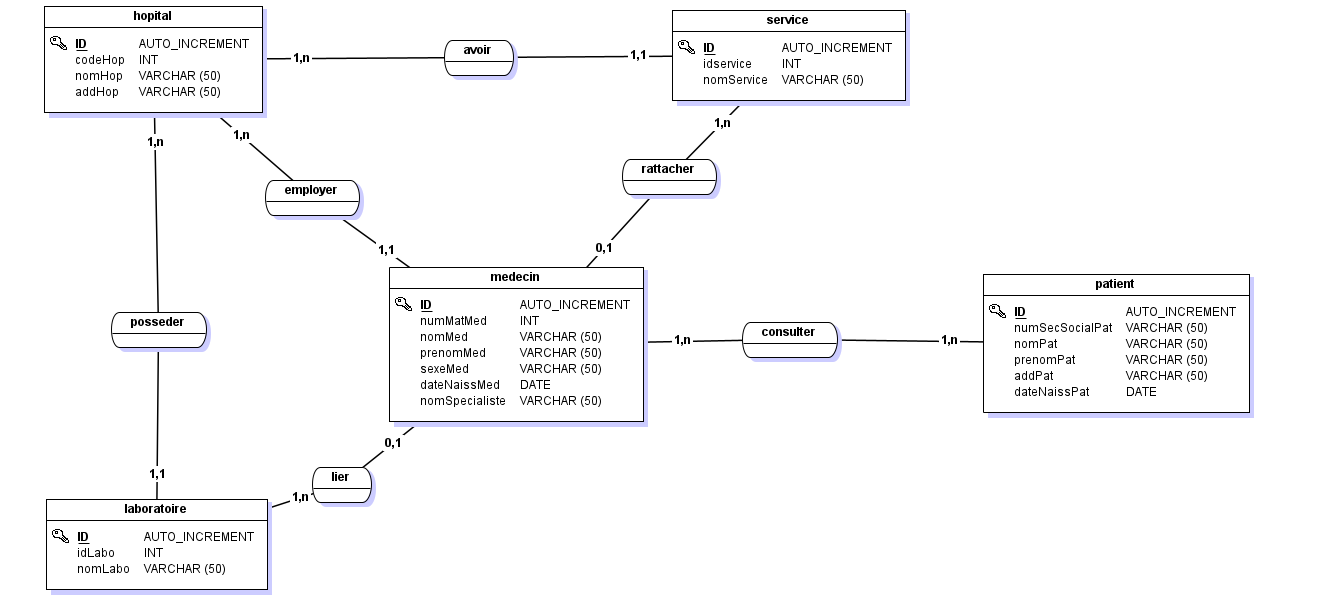 hopital
ID AUTO_INCREMENT
codeHop INT
nomHop VARCHAR (50)
addHop VARCHAR (50)
1,n
avoir
1,1
service
ID AUTO_INCREMENT
idservice INT
nomService VARCHAR (50)
1,n
1,n
1,n
rattacher
employer
0,1
1,1
medecin
ID AUTO_INCREMENT
numMatMed INT
nomMed VARCHAR (50)
prenomMed VARCHAR (50)
sexeMed VARCHAR (50)
dateNaissMed DATE
nomSpecialiste VARCHAR (50)
1,n
consulter
1,n
patient
ID AUTO_INCREMENT
numSecSocialPat VARCHAR (50)
nomPat VARCHAR (50)
prenomPat VARCHAR (50)
addPat VARCHAR (50)
dateNaissPat DATE
posseder
0,1
1,1
lier
1,n
laboratoire
ID AUTO_INCREMENT
idLabo INT
nomLabo VARCHAR (50)